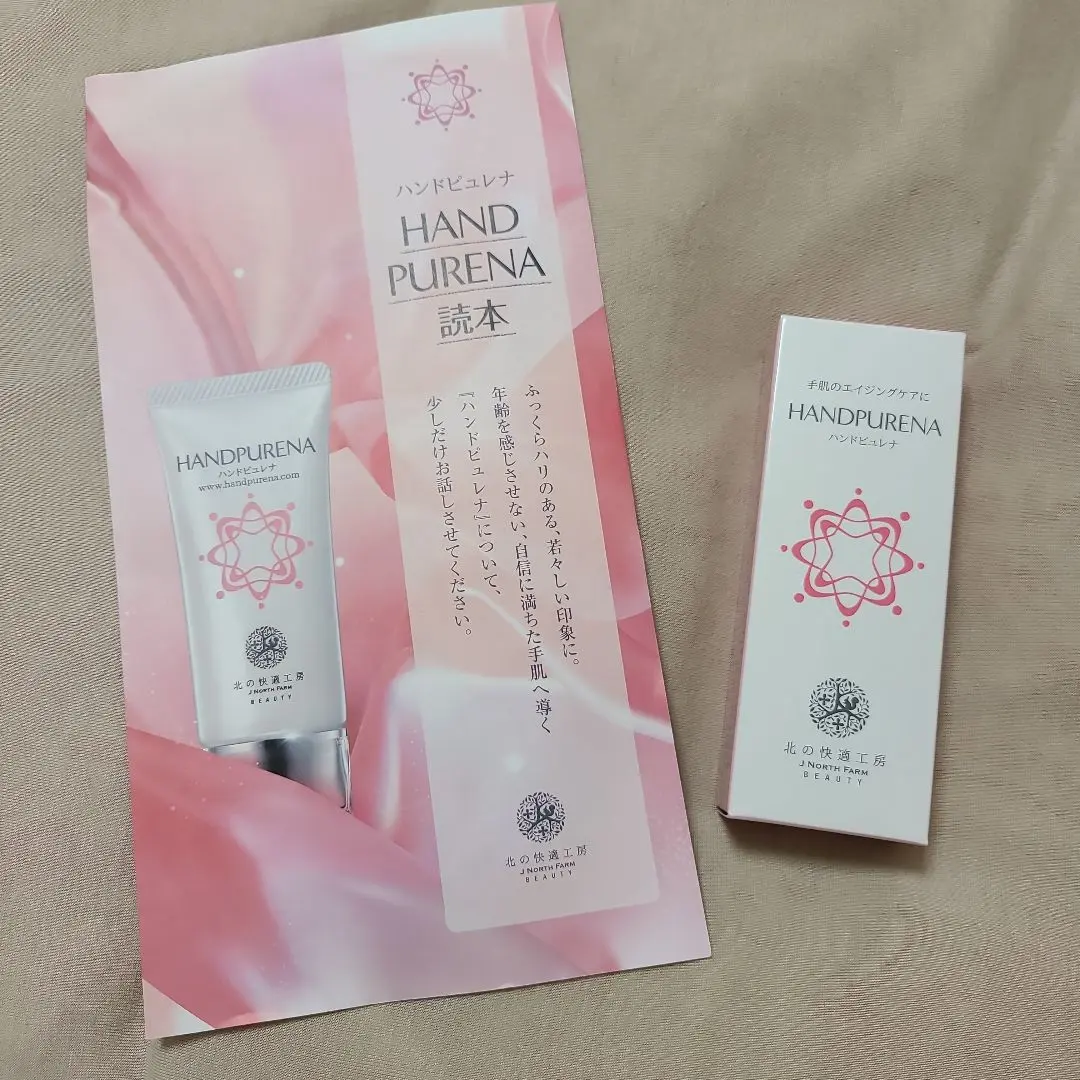 ハンドピュレナ
HAND
PURENA
読本
ふっくらハリのある、若々しい印象に。
年齢を感じさせない、自信に満ちた手肌へ導く
『ハンドピュレナ』について、
少しだけお話しさせてください。
北の快適工房
J NORTH FARM
BEAUTY
HANDPURENA
ハンドピュレナ
www.handpurena.com
北の快適工房
J NORTH FARM
BEAUTY
手肌のエイジングケアに
HANDPURENA
ハンドピュレナ
北の快適工房
J NORTH FARM
BEAUTY